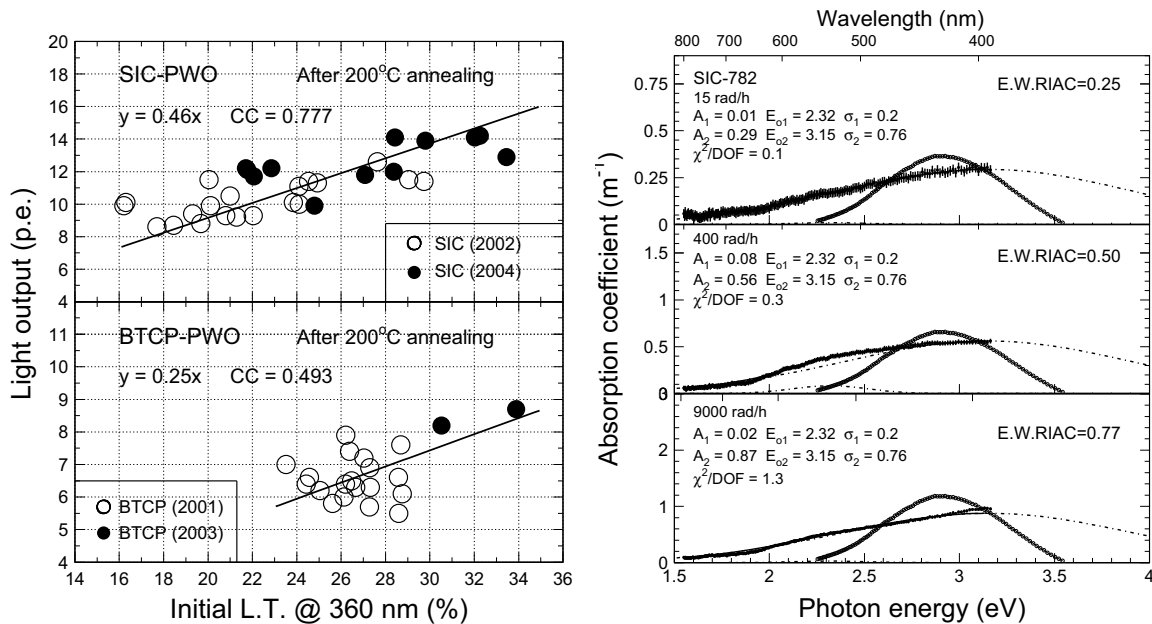 20
18
16
14
12
10
8
6
4
SIC-PWO After 200°C annealing
y = 0.46x CC = 0.777
SIC (2002)
SIC (2004)
Light output (p.e.)
11
10
9
8
7
6
5
4
BTCP-PWO After 200°C annealing
y = 0.25x CC = 0.493
BTCP (2001)
BTCP (2003)
14 16 18 20 22 24 26 28 30 32 34 36
Initial L.T. @ 360 nm (%)
Wavelength (nm)
800 700 600 500 400
Absorption coefficient (m⁻¹)
0.75
0.5
0.25
0
SIC-782
15 rad/h
A₁ = 0.01 Eₒ₁ = 2.32 σ₁ = 0.2
A₂ = 0.29 Eₒ₂ = 3.15 σ₂ = 0.76
χ²/DOF = 0.1
E.W.RIAC=0.25
1.5
1
0.5
0
400 rad/h
A₁ = 0.08 Eₒ₁ = 2.32 σ₁ = 0.2
A₂ = 0.56 Eₒ₂ = 3.15 σ₂ = 0.76
χ²/DOF = 0.3
E.W.RIAC=0.50
2
1
0
9000 rad/h
A₁ = 0.02 Eₒ₁ = 2.32 σ₁ = 0.2
A₂ = 0.87 Eₒ₂ = 3.15 σ₂ = 0.76
χ²/DOF = 1.3
E.W.RIAC=0.77
1.5 2 2.5 3 3.5 4
Photon energy (eV)